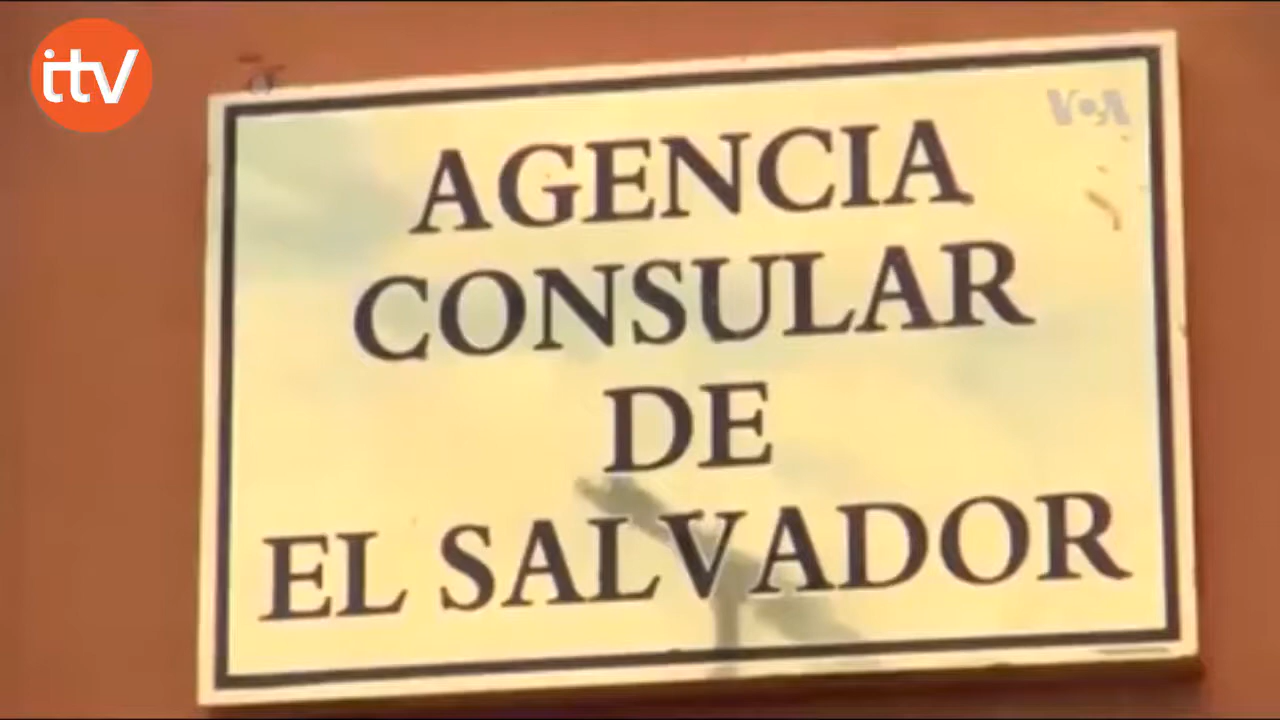 itv
VOA
AGENCIA
CONSULAR
DE
EL SALVADOR